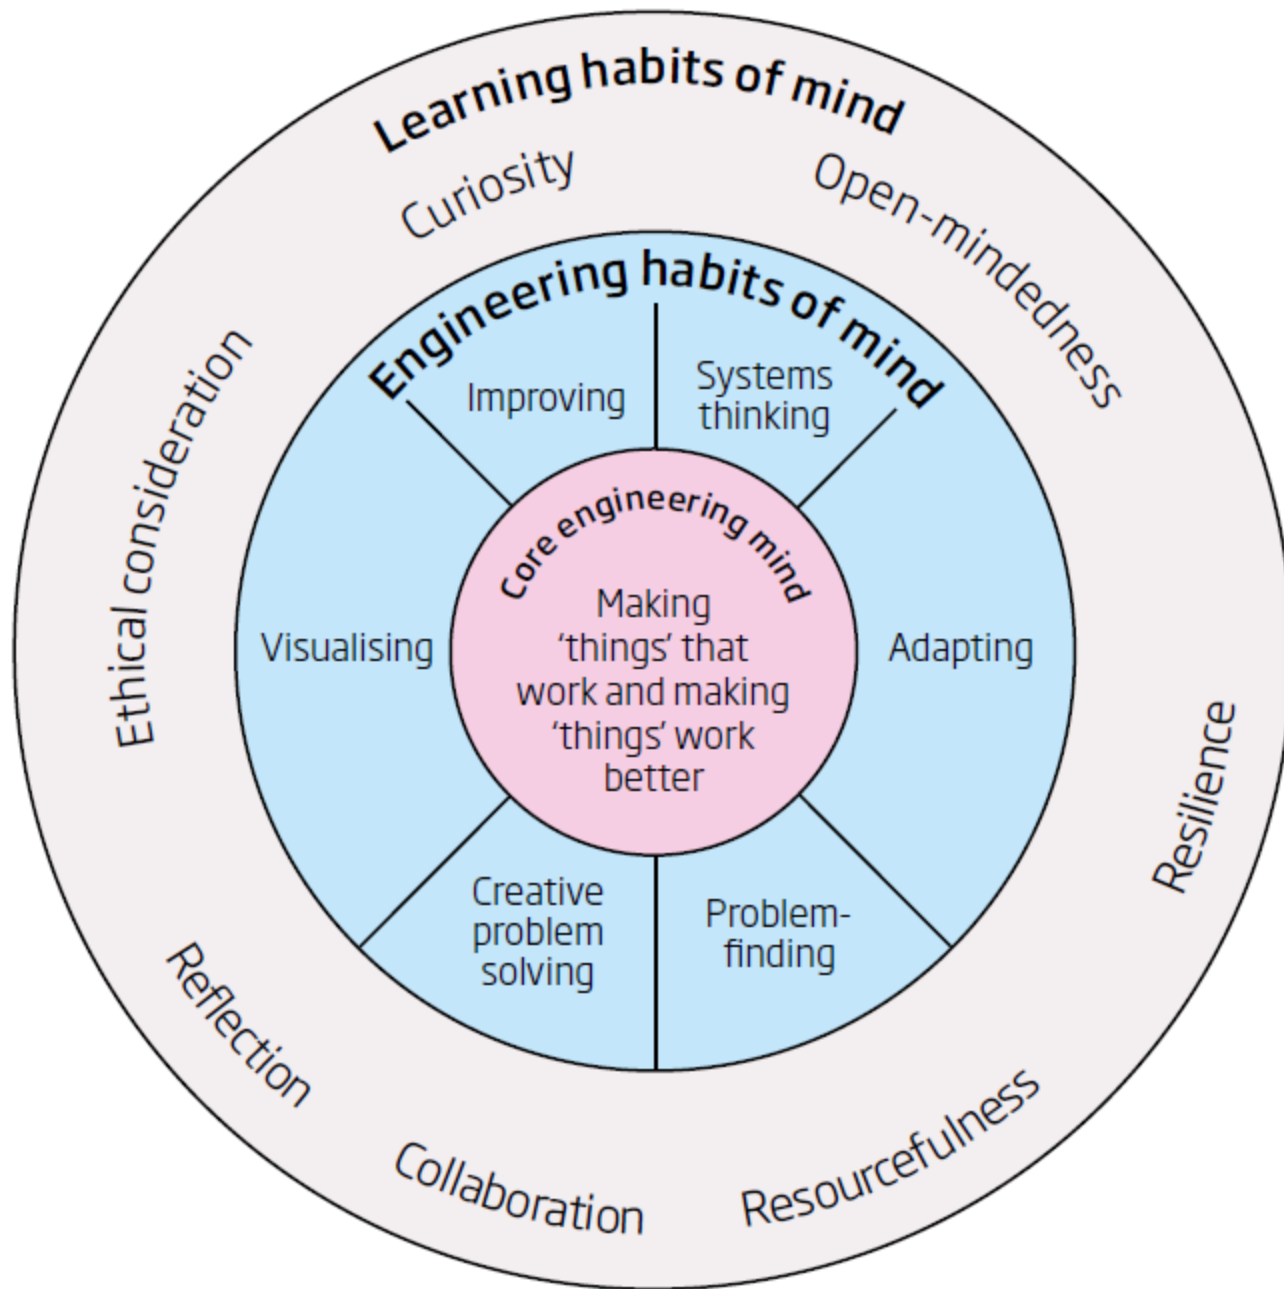 Learning habits of mind
Curiosity
Open-mindedness
Resilience
Resourcefulness
Collaboration
Reflection
Ethical consideration
Engineering habits of mind
Improving
Systems
thinking
Adapting
Problem-
finding
Creative
problem
solving
Visualising
Core engineering mind
Making
‘things’ that
work and making
‘things’ work
better